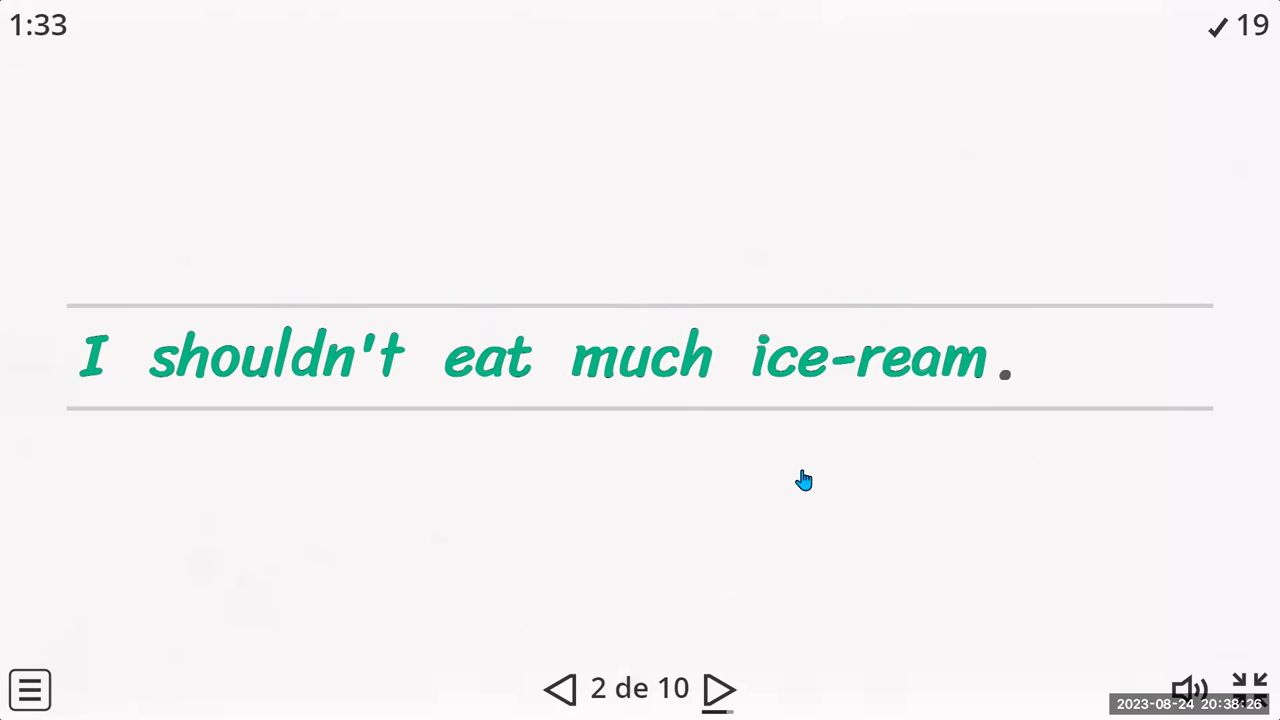 1:33
✓ 19
I shouldn't eat much ice-ream.
2 de 10
2023-08-24 20:38:26